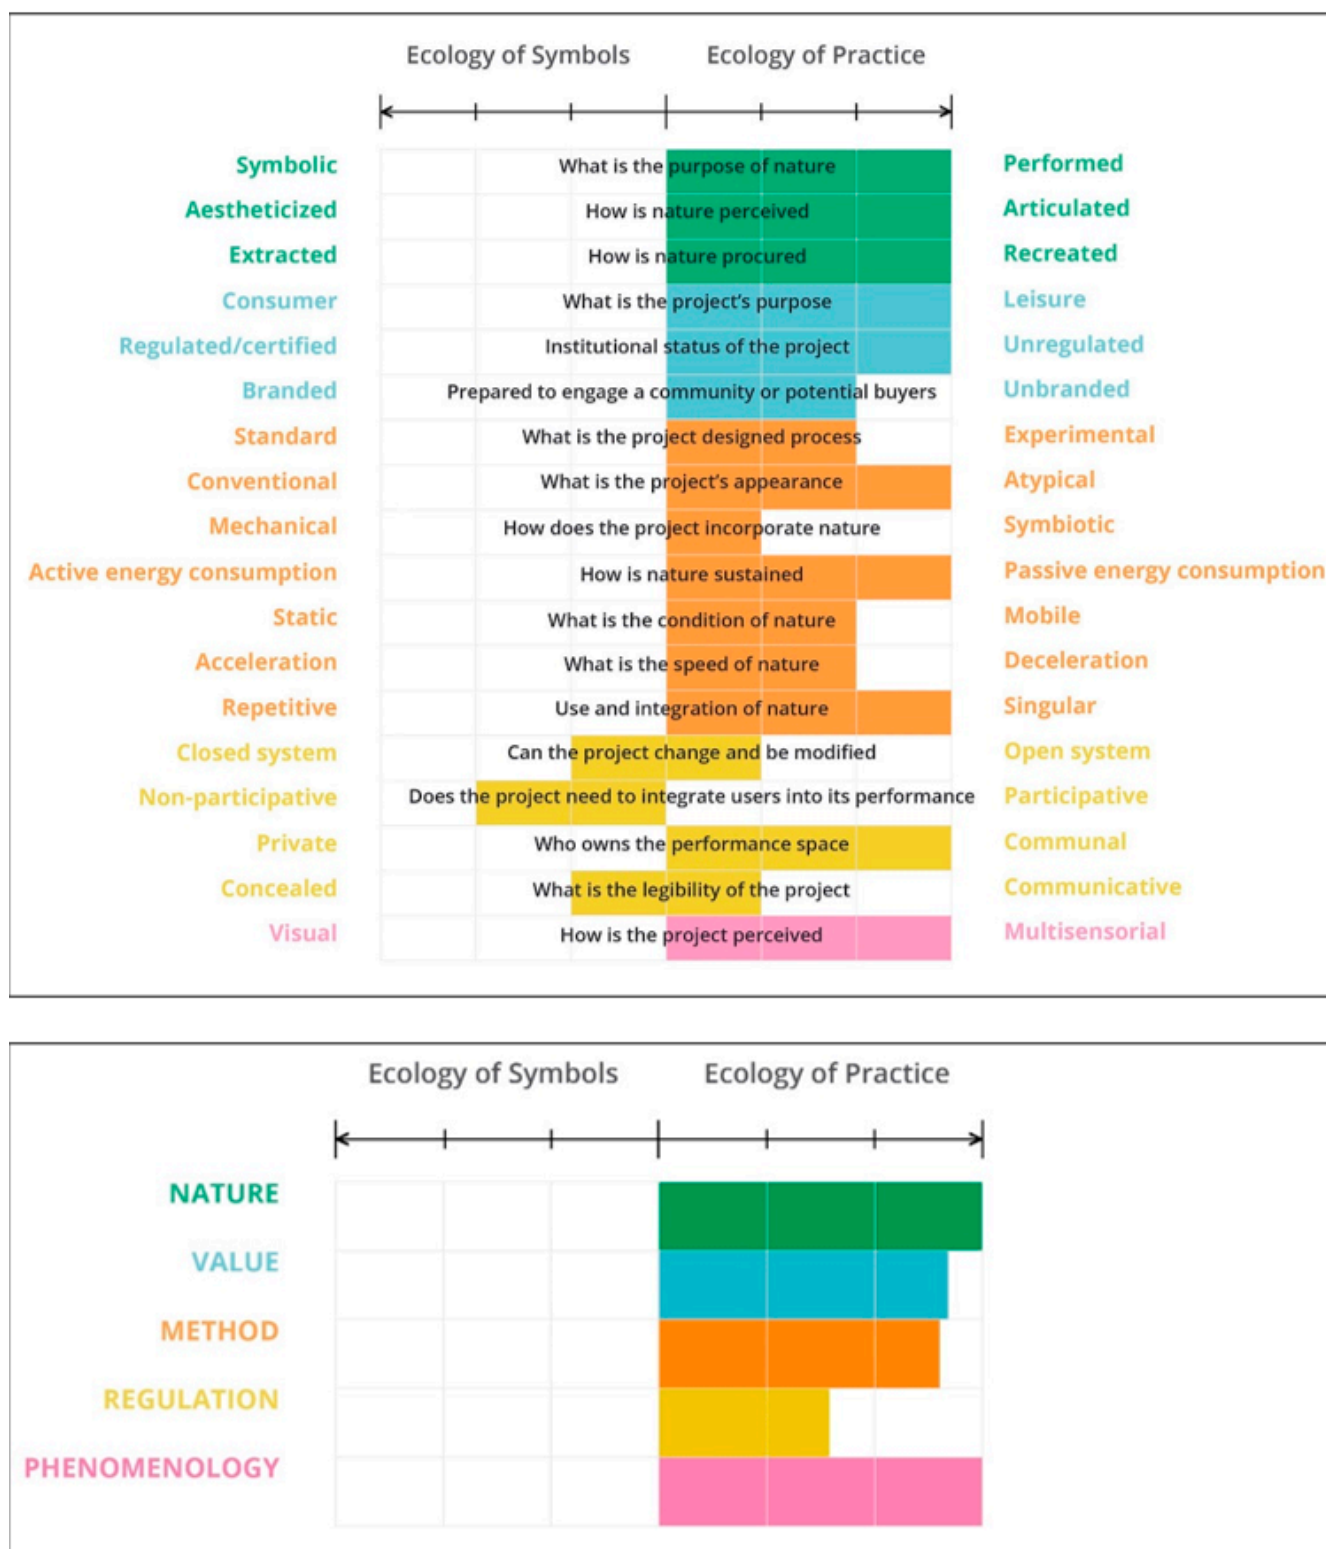 Ecology of Symbols Ecology of Practice
Symbolic What is the purpose of nature Performed
Aestheticized How is nature perceived Articulated
Extracted How is nature procured Recreated
Consumer What is the project’s purpose Leisure
Regulated/certified Institutional status of the project Unregulated
Branded Prepared to engage a community or potential buyers Unbranded
Standard What is the project designed process Experimental
Conventional What is the project’s appearance Atypical
Mechanical How does the project incorporate nature Symbiotic
Active energy consumption How is nature sustained Passive energy consumption
Static What is the condition of nature Mobile
Acceleration What is the speed of nature Deceleration
Repetitive Use and integration of nature Singular
Closed system Can the project change and be modified Open system
Non-participative Does the project need to integrate users into its performance Participative
Private Who owns the performance space Communal
Concealed What is the legibility of the project Communicative
Visual How is the project perceived Multisensorial
Ecology of Symbols Ecology of Practice
NATURE
VALUE
METHOD
REGULATION
PHENOMENOLOGY